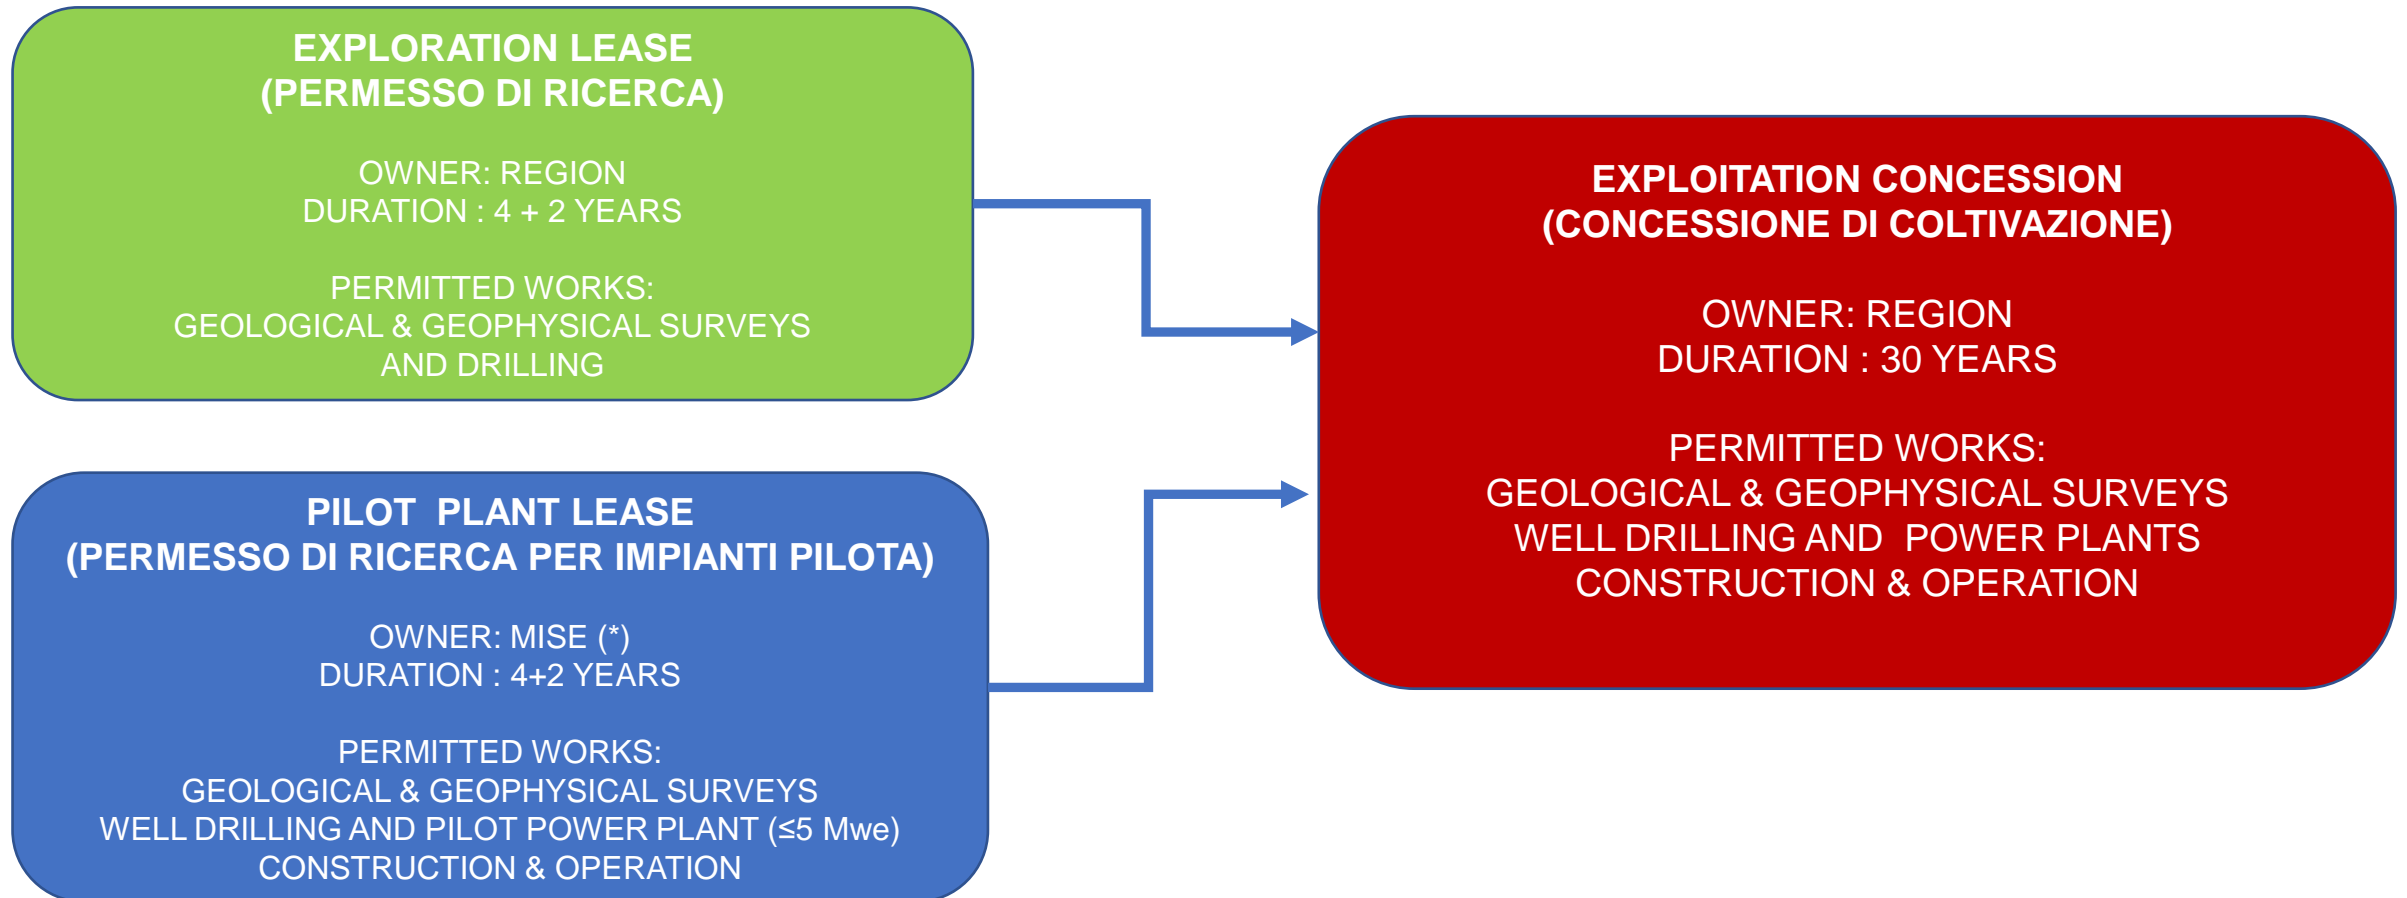 EXPLORATION LEASE
(PERMESSO DI RICERCA)
OWNER: REGION
DURATION : 4 + 2 YEARS
PERMITTED WORKS:
GEOLOGICAL & GEOPHYSICAL SURVEYS
AND DRILLING
PILOT PLANT LEASE
(PERMESSO DI RICERCA PER IMPIANTI PILOTA)
OWNER: MISE (*)
DURATION : 4+2 YEARS
PERMITTED WORKS:
GEOLOGICAL & GEOPHYSICAL SURVEYS
WELL DRILLING AND PILOT POWER PLANT (≤5 Mwe)
CONSTRUCTION & OPERATION
EXPLOITATION CONCESSION
(CONCESSIONE DI COLTIVAZIONE)
OWNER: REGION
DURATION : 30 YEARS
PERMITTED WORKS:
GEOLOGICAL & GEOPHYSICAL SURVEYS
WELL DRILLING AND POWER PLANTS
CONSTRUCTION & OPERATION